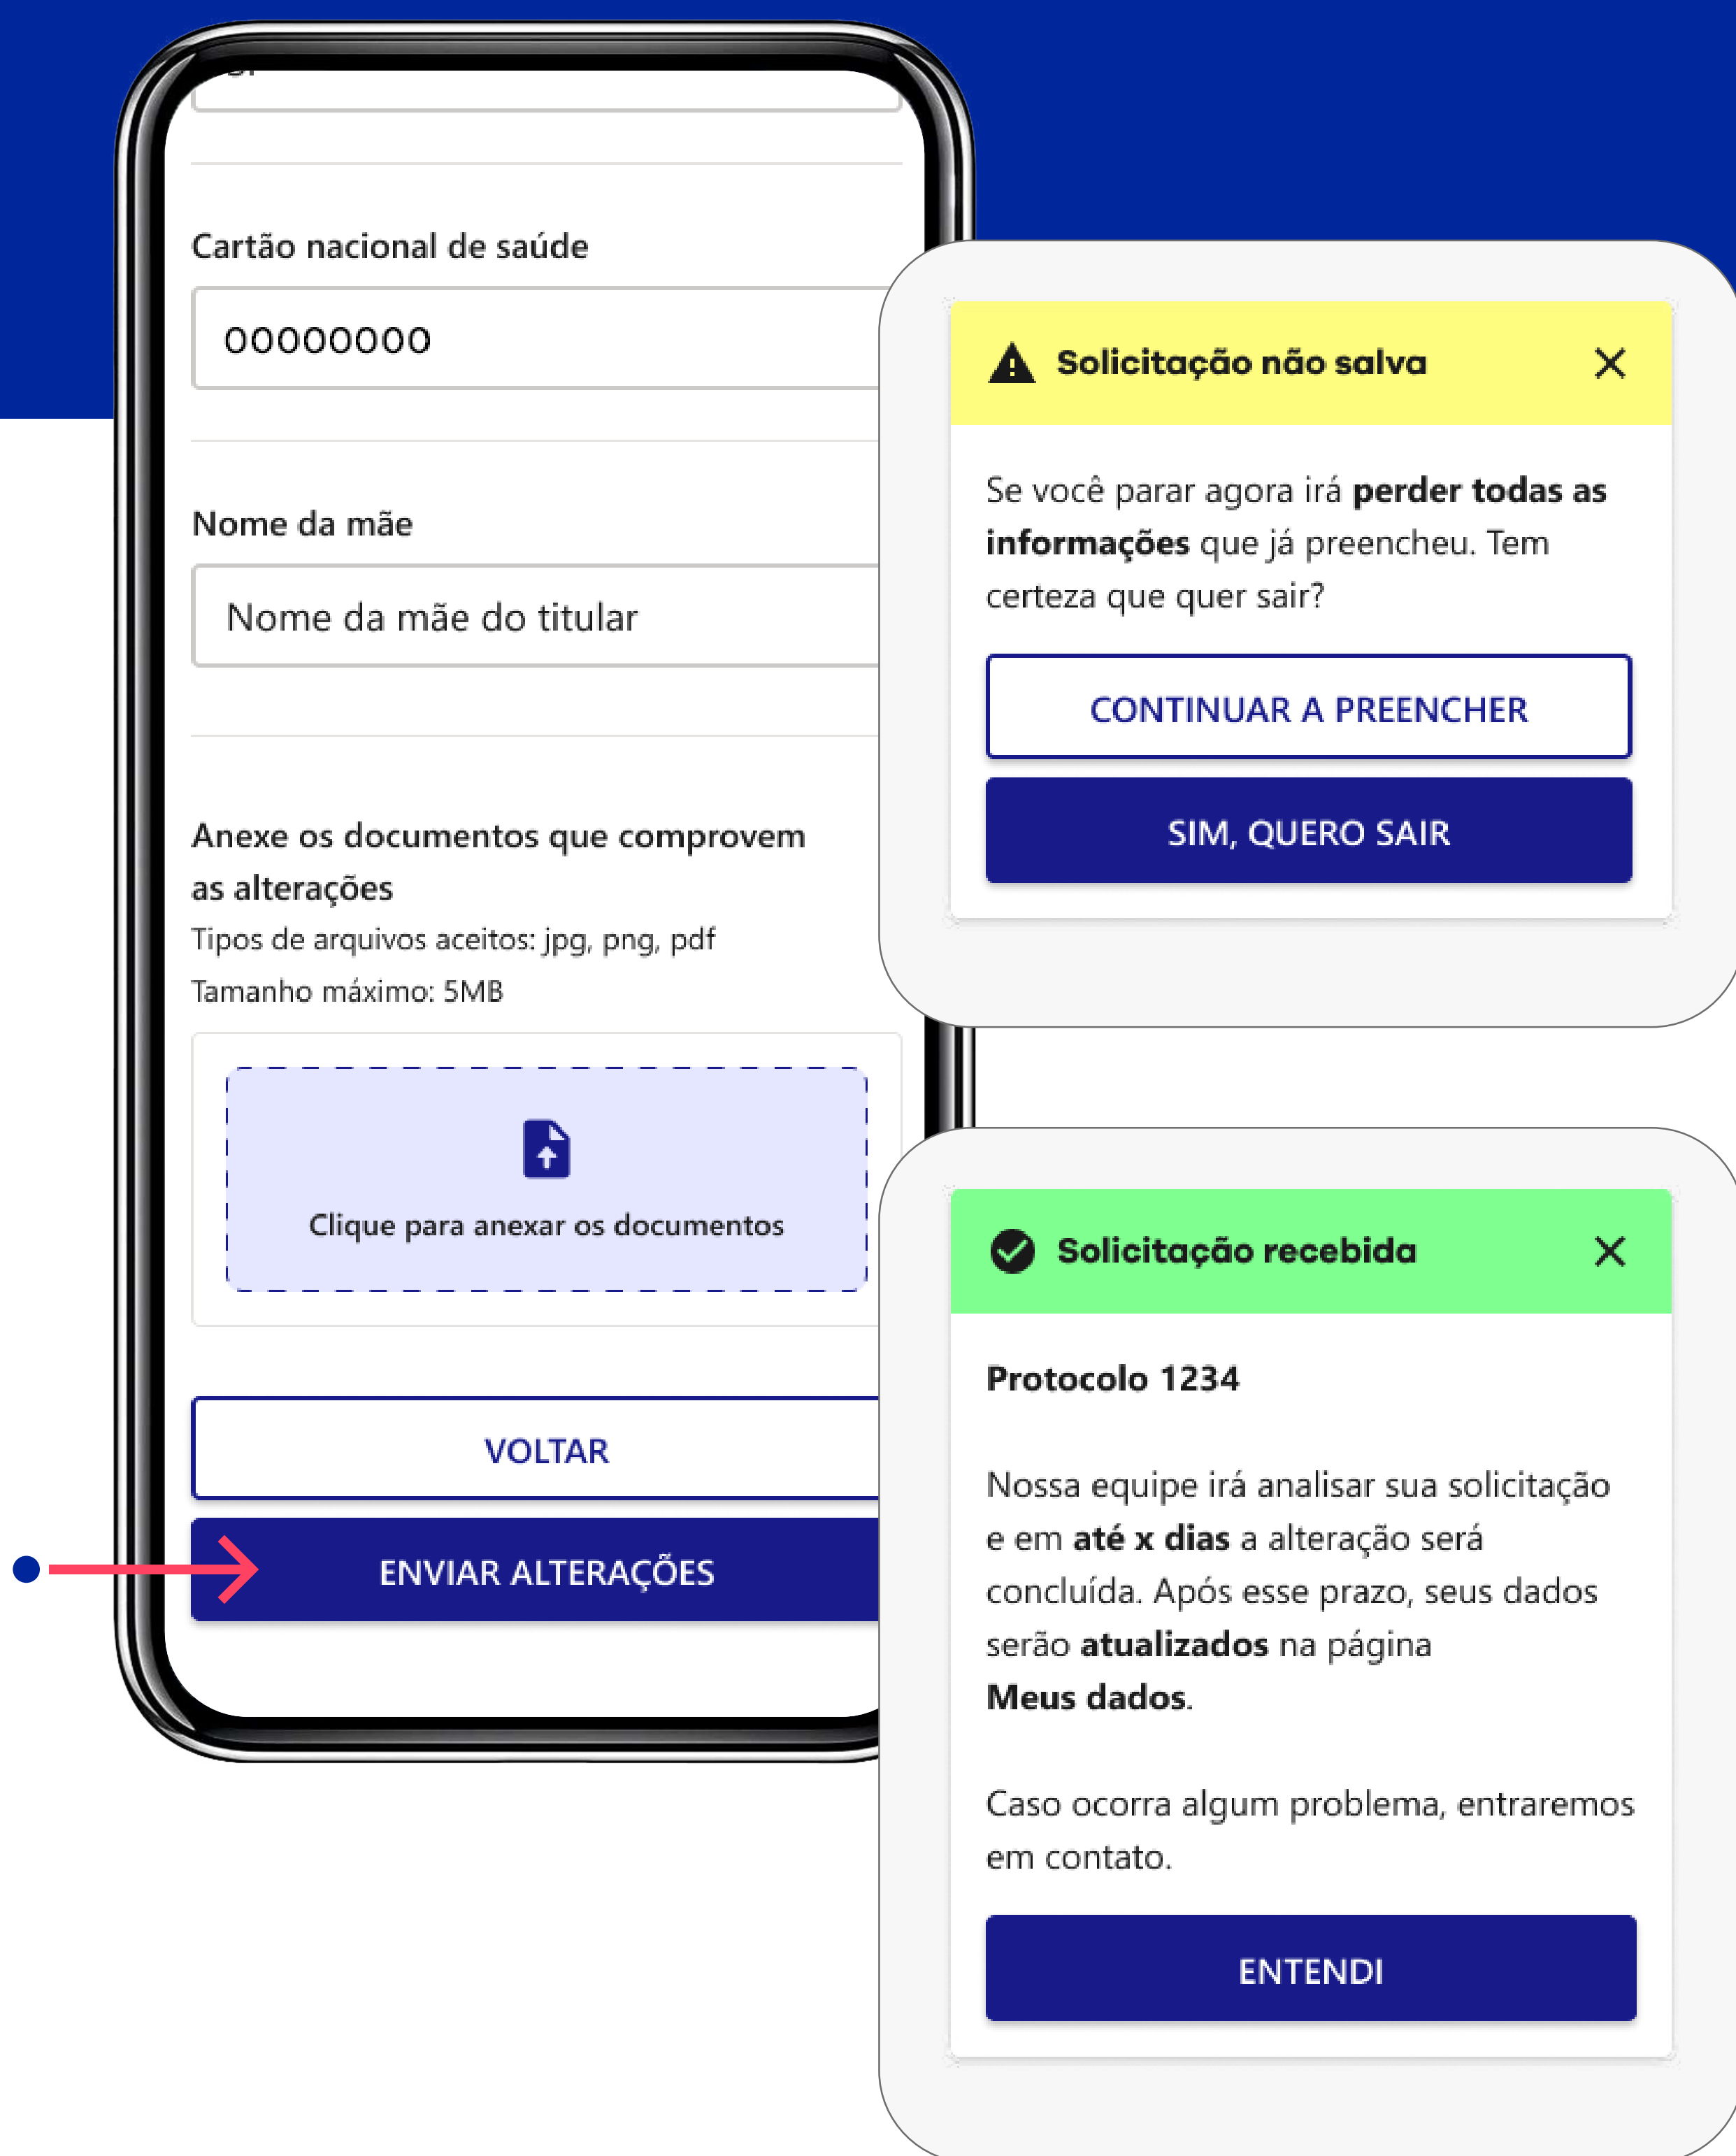 Cartão nacional de saúde
00000000
Nome da mãe
Nome da mãe do titular
Anexe os documentos que comprovem
as alterações
Tipos de arquivos aceitos: jpg, png, pdf
Tamanho máximo: 5MB
Clique para anexar os documentos
VOLTAR
ENVIAR ALTERAÇÕES
Solicitação não salva
Se você parar agora irá perder todas as
informações que já preencheu. Tem
certeza que quer sair?
CONTINUAR A PREENCHER
SIM, QUERO SAIR
Solicitação recebida
Protocolo 1234
Nossa equipe irá analisar sua solicitação
e em até x dias a alteração será
concluída. Após esse prazo, seus dados
serão atualizados na página
Meus dados.
Caso ocorra algum problema, entraremos
em contato.
ENTENDI